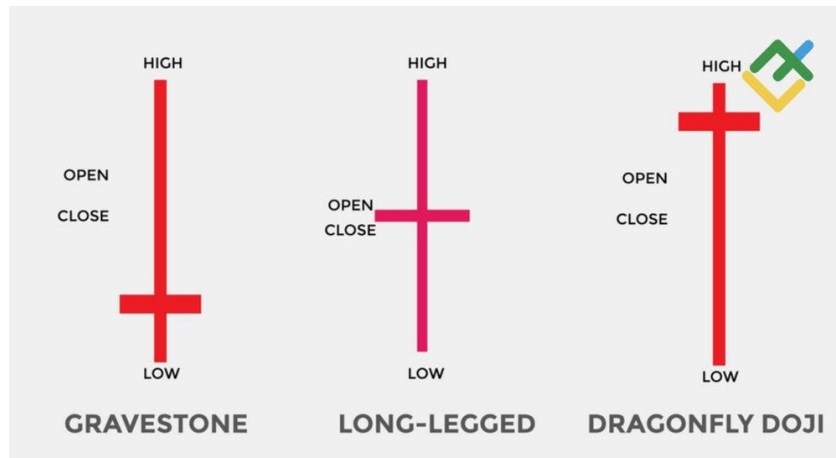 HIGH
OPEN
CLOSE
LOW
GRAVESTONE
HIGH
OPEN
CLOSE
LOW
LONG-LEGGED
HIGH
OPEN
CLOSE
LOW
DRAGONFLY DOJI